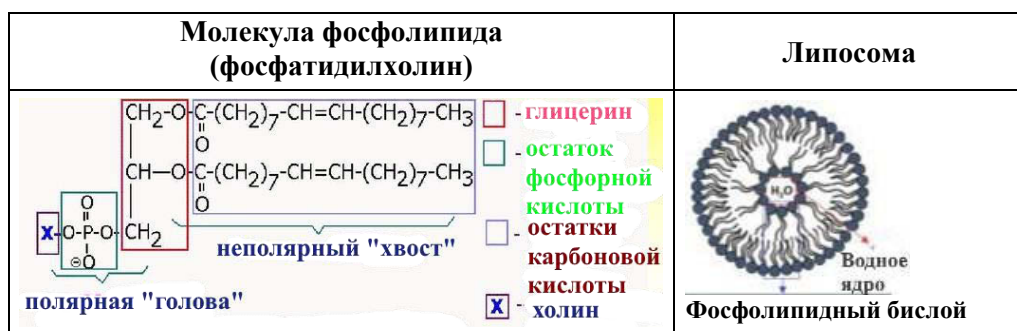 Молекула фосфолипида
(фосфатидилхолин)
Липосома
CH₂-O-C-(CH₂)₇-CH=CH-(CH₂)₇-CH₃
O
CH—O-C-(CH₂)₇-CH=CH-(CH₂)₇-CH₃
O
O
X-O-P-O-CH₂
⊖O
неполярный "хвост"
полярная "голова"
- глицерин
- остаток
фосфорной
кислоты
- остатки
карбоновой
кислоты
X - холин
H₂O
Водное
ядро
Фосфолипидный бислой